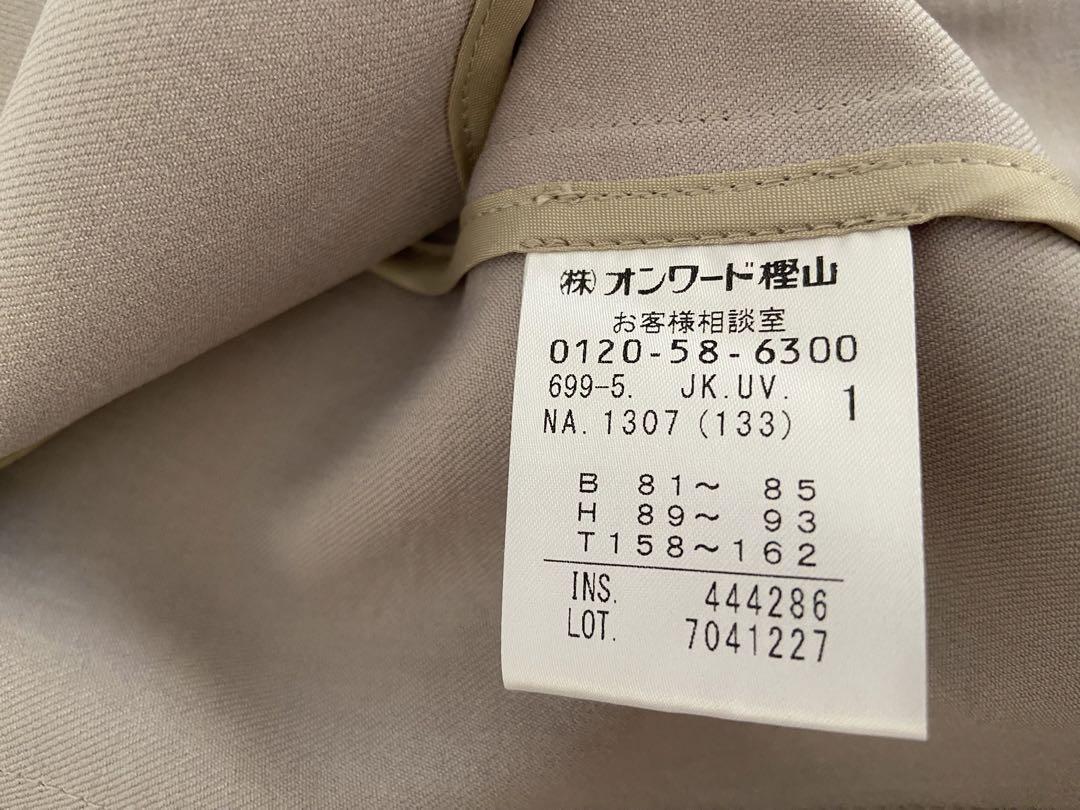 (株)オンワード樫山
お客様相談室
0120-58-6300
699-5. JK.UV. 1
NA. 1307 (133)
B 81〜 85
H 89〜 93
T158〜162
INS. 444286
LOT. 7041227